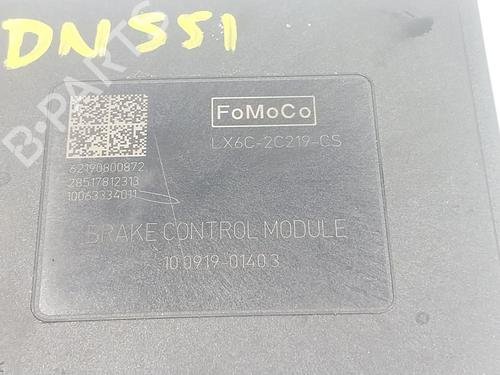 DN551
B-PARTS
FoMoCo
LX6C-2C219-CS
62190800872
28517812313
10063334011
BRAKE CONTROL MODULE
10.0919-0140.3